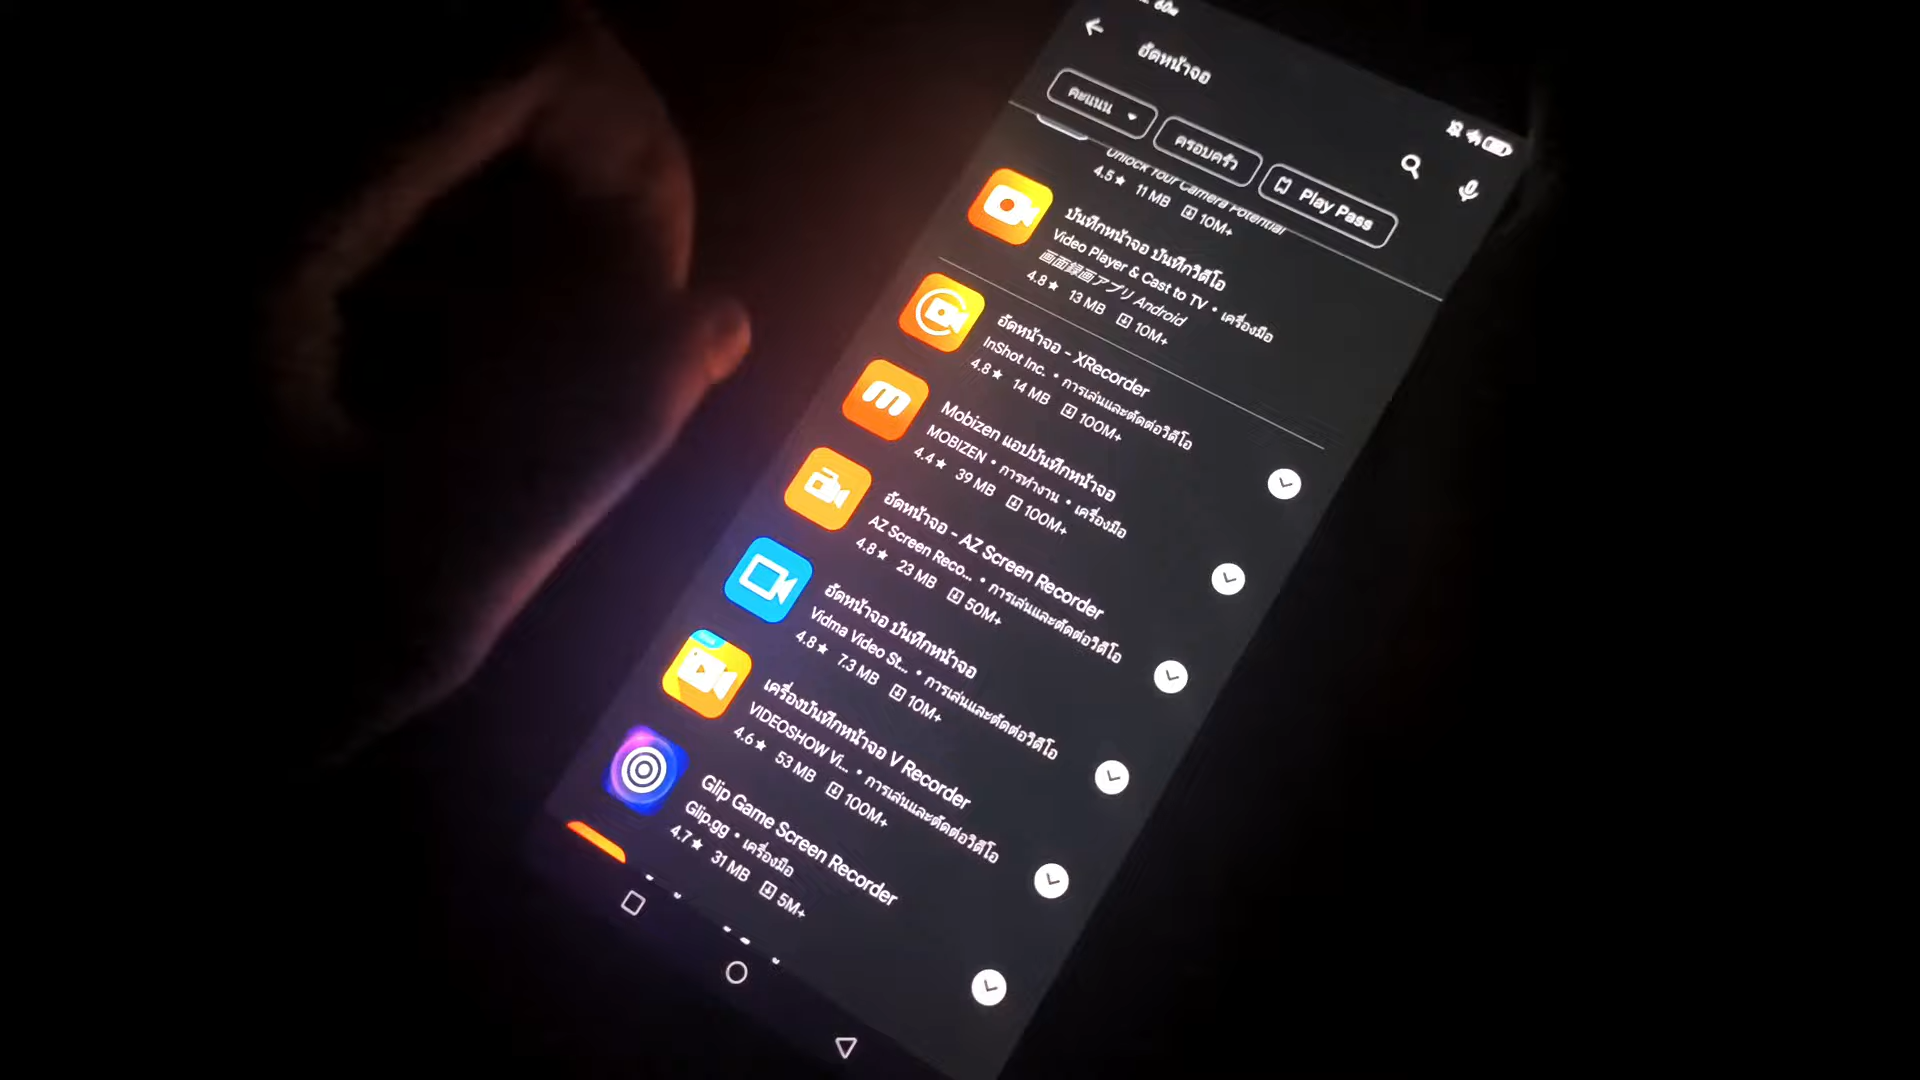 อัดหน้าจอ
คะแนน
ครอบครัว
Play Pass
Unlock Your Camera Potential
4.5★ 11 MB 10M+
บันทึกหน้าจอ บันทึกวิดีโอ
Video Player & Cast to TV • เครื่องมือ
画面録画アプリ Android
4.8★ 13 MB 10M+
อัดหน้าจอ - XRecorder
InShot Inc. • การเล่นและตัดต่อวิดีโอ
4.8★ 14 MB 100M+
Mobizen แอปบันทึกหน้าจอ
MOBIZEN • การทำงาน • เครื่องมือ
4.4★ 39 MB 100M+
อัดหน้าจอ - AZ Screen Recorder
AZ Screen Reco... • การเล่นและตัดต่อวิดีโอ
4.8★ 23 MB 50M+
อัดหน้าจอ บันทึกหน้าจอ
Vidma Video St... • การเล่นและตัดต่อวิดีโอ
4.8★ 7.3 MB 10M+
เครื่องบันทึกหน้าจอ V Recorder
VIDEOSHOW Vi... • การเล่นและตัดต่อวิดีโอ
4.6★ 53 MB 100M+
Glip Game Screen Recorder
Glip.gg • เครื่องมือ
4.7★ 31 MB 5M+